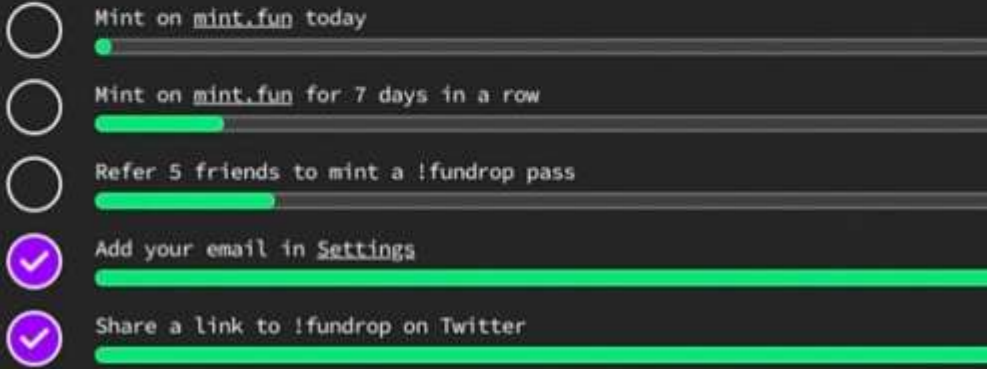 Mint on mint.fun today
Mint on mint.fun for 7 days in a row
Refer 5 friends to mint a !fundrop pass
Add your email in Settings
Share a link to !fundrop on Twitter